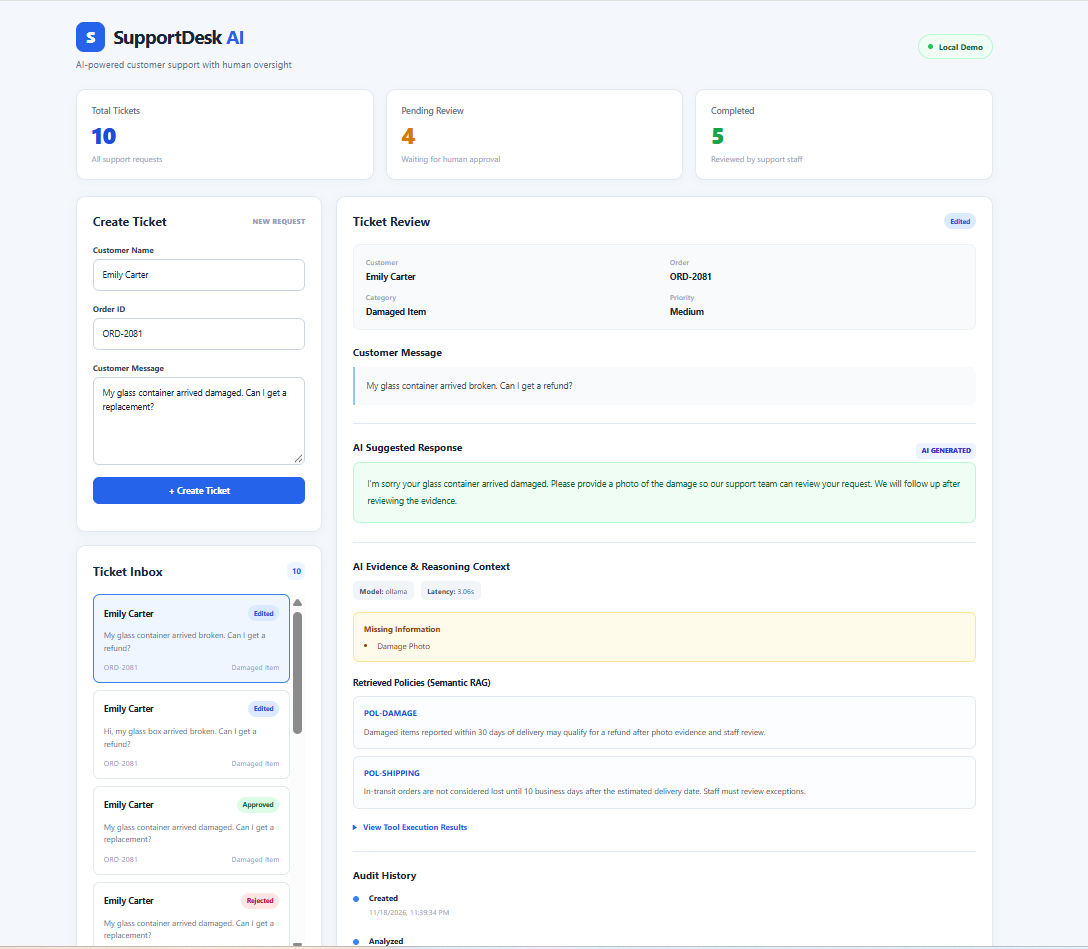 S SupportDesk AI
AI-powered customer support with human oversight
Local Demo
Total Tickets
10
All support requests
Pending Review
4
Waiting for human approval
Completed
5
Reviewed by support staff
Create Ticket
NEW REQUEST
Customer Name
Emily Carter
Order ID
ORD-2081
Customer Message
My glass container arrived damaged. Can I get a
replacement?
+ Create Ticket
Ticket Inbox
10
Emily Carter
Edited
My glass container arrived broken. Can I get a
refund?
ORD-2081
Damaged Item
Emily Carter
Edited
Hi, my glass box arrived broken. Can I get a
refund?
ORD-2081
Damaged Item
Emily Carter
Approved
My glass container arrived damaged. Can I get a
replacement?
ORD-2081
Damaged Item
Emily Carter
Rejected
My glass container arrived damaged. Can I get a
replacement?
Ticket Review
Edited
Customer
Emily Carter
Order
ORD-2081
Category
Damaged Item
Priority
Medium
Customer Message
My glass container arrived broken. Can I get a refund?
AI Suggested Response
AI GENERATED
I'm sorry your glass container arrived damaged. Please provide a photo of the damage so our support team can review your request. We will follow up after
reviewing the evidence.
AI Evidence & Reasoning Context
Model: ollama
Latency: 3.06s
Missing Information
• Damage Photo
Retrieved Policies (Semantic RAG)
POL-DAMAGE
Damaged items reported within 30 days of delivery may qualify for a refund after photo evidence and staff review.
POL-SHIPPING
In-transit orders are not considered lost until 10 business days after the estimated delivery date. Staff must review exceptions.
View Tool Execution Results
Audit History
Created
11/18/2026, 11:39:34 PM
Analyzed